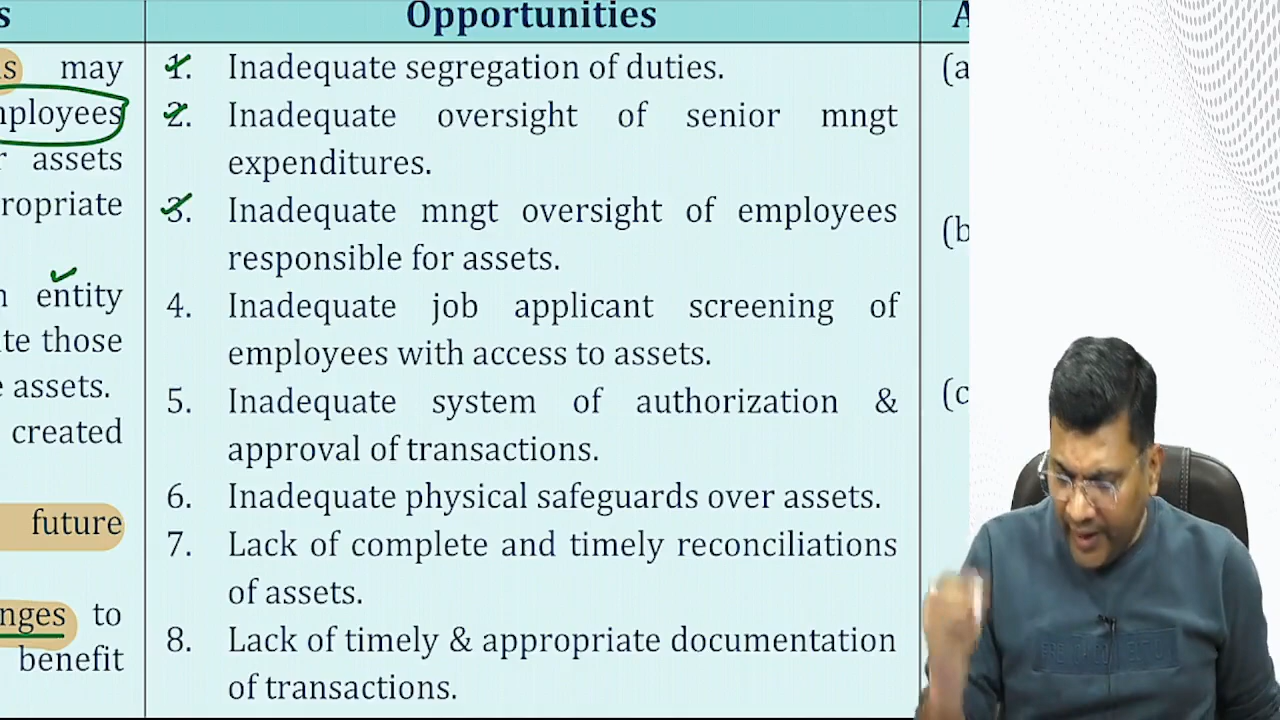 s
Opportunities
A
s may
mployees
r assets
ropriate
n entity
te those
e assets.
created
future
nges to
benefit
1. Inadequate segregation of duties.
2. Inadequate oversight of senior mngt
expenditures.
3. Inadequate mngt oversight of employees
responsible for assets.
4. Inadequate job applicant screening of
employees with access to assets.
5. Inadequate system of authorization &
approval of transactions.
6. Inadequate physical safeguards over assets.
7. Lack of complete and timely reconciliations
of assets.
8. Lack of timely & appropriate documentation
of transactions.
(a
(b
(c